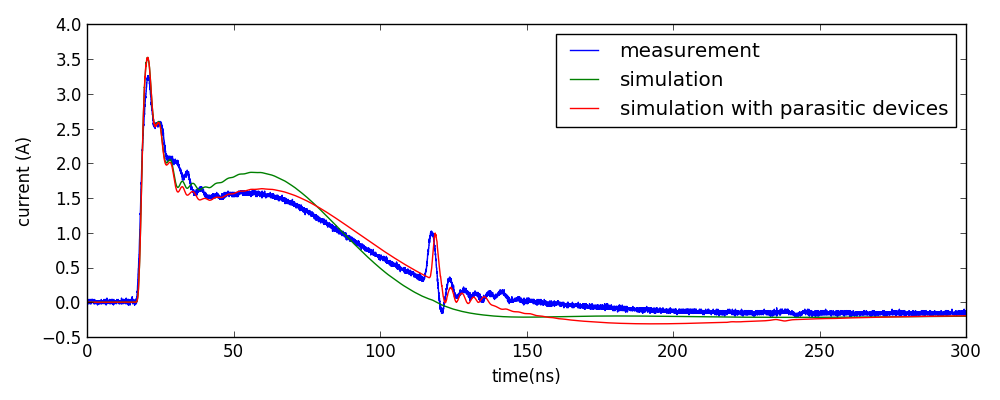 4.0
3.5
3.0
2.5
2.0
1.5
1.0
0.5
0.0
−0.5
current (A)
measurement
simulation
simulation with parasitic devices
0 50 100 150 200 250 300
time(ns)